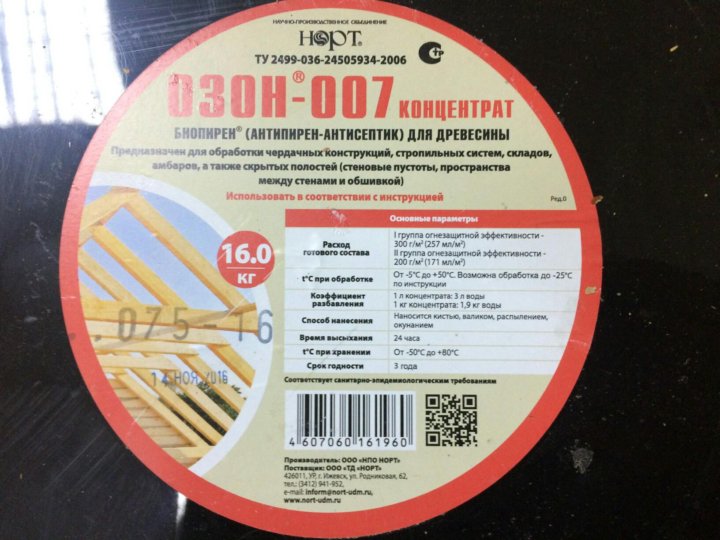 НАУЧНО-ПРОИЗВОДСТВЕННОЕ ОБЪЕДИНЕНИЕ
НОРТ®
ТУ 2499-036-24505934-2006
СТР
ОЗОН®-007 КОНЦЕНТРАТ
БИОПИРЕН® (АНТИПИРЕН-АНТИСЕПТИК) ДЛЯ ДРЕВЕСИНЫ
Предназначен для обработки чердачных конструкций, стропильных систем, складов,
амбаров, а также скрытых полостей (стеновые пустоты, пространства
между стенами и обшивкой)
Использовать в соответствии с инструкцией
Ред.0
16.0
КГ
Основные параметры
Расход готового состава
I группа огнезащитной эффективности -
300 г/м² (257 мл/м²)
II группа огнезащитной эффективности -
200 г/м² (171 мл/м²)
t°C при обработке
От -5°C до +50°C. Возможна обработка до -25°C
по инструкции
Коэффициент разбавления
1 л концентрата: 3 л воды
1 кг концентрата: 1,9 кг воды
Способ нанесения
Наносится кистью, валиком, распылением,
окунанием
Время высыхания
24 часа
t°C при хранении
От -50°C до +80°C
Срок годности
3 года
075-16
14 НОЯ 2016
Соответствует санитарно-эпидемиологическим требованиям
4 607060 161960
Производитель: ООО «НПО НОРТ»
Поставщик: ООО «ТД «НОРТ»
426011, УР, г. Ижевск, ул. Родниковая, 62,
тел.: (3412) 941-952,
e-mail: inform@nort-udm.ru,
www.nort-udm.ru